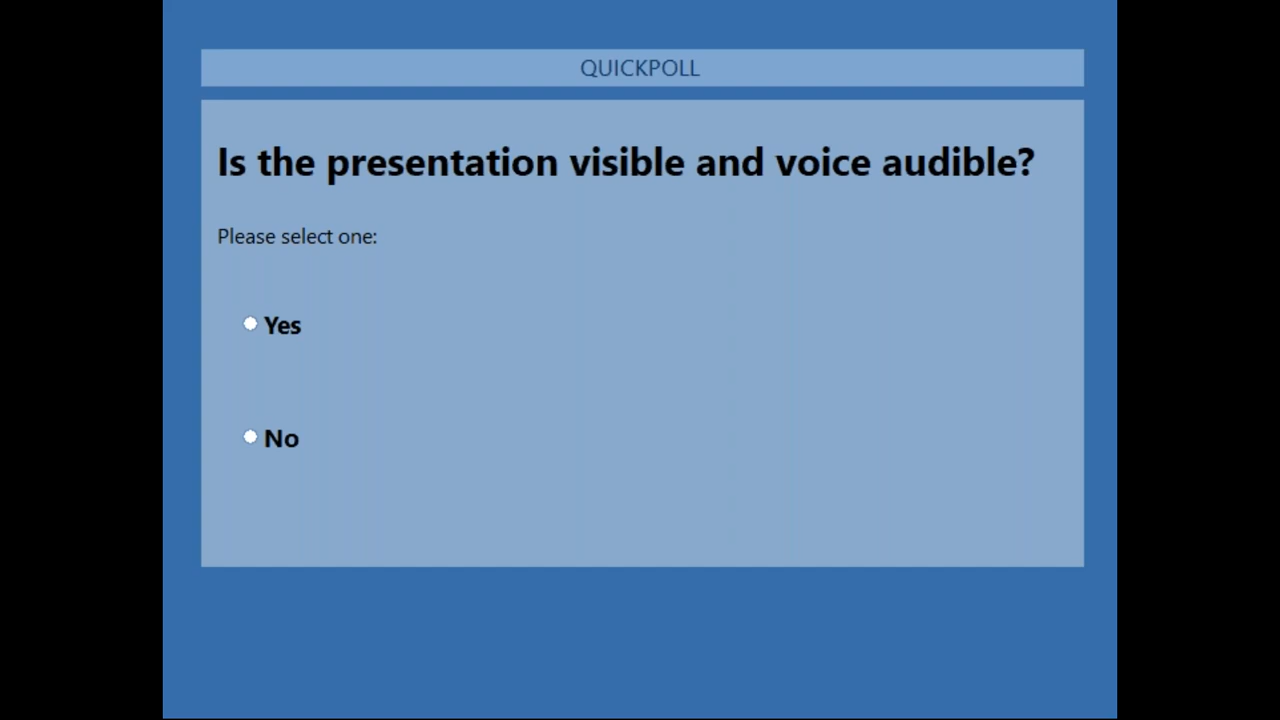 QUICKPOLL
Is the presentation visible and voice audible?
Please select one:
Yes
No